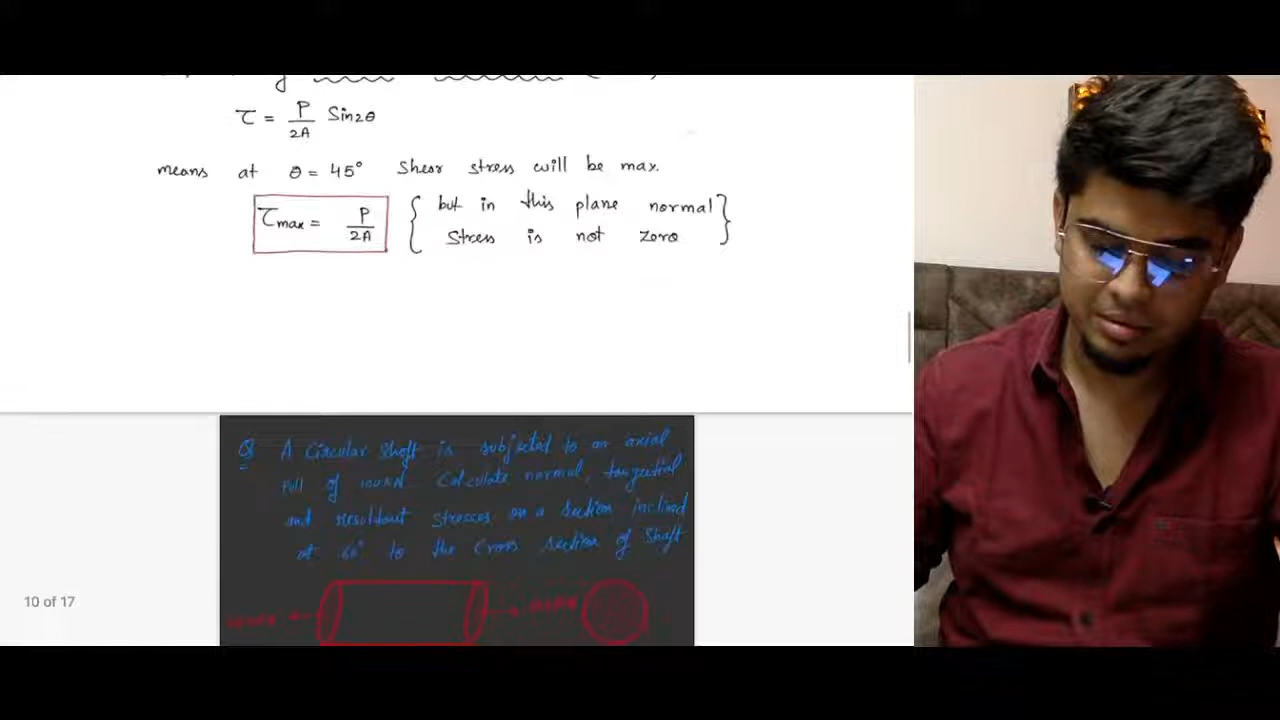 τ = P/2A Sin2θ
means at θ = 45° Shear stress will be max.
τmax = P/2A { but in this plane normal
Stress is not zero }
Q A Circular Shaft is subjected to an axial
Pull of 100kN. Calculate normal, tangential
and resultant stresses on a section inclined
at 60° to the Cross section of Shaft
10 of 17